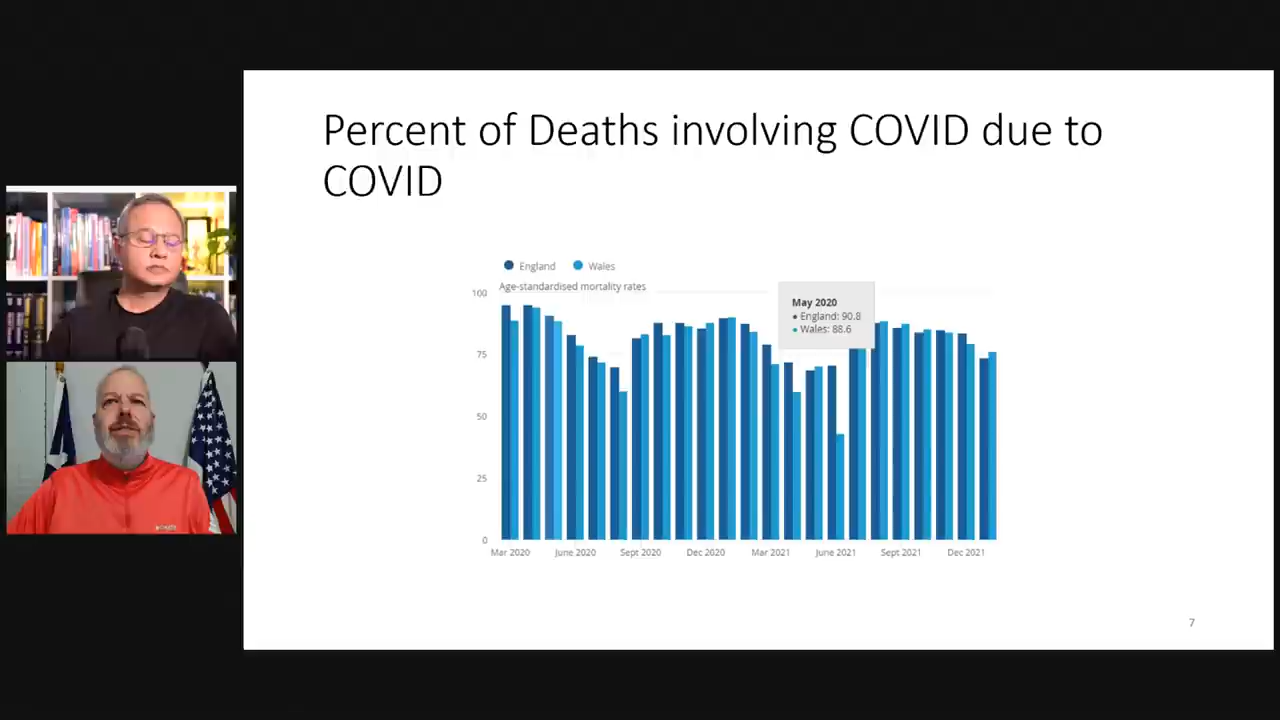 Percent of Deaths involving COVID due to
COVID
England
Wales
Age-standardised mortality rates
100
75
50
25
0
May 2020
England: 90.8
Wales: 88.6
Mar 2020
June 2020
Sept 2020
Dec 2020
Mar 2021
June 2021
Sept 2021
Dec 2021
7